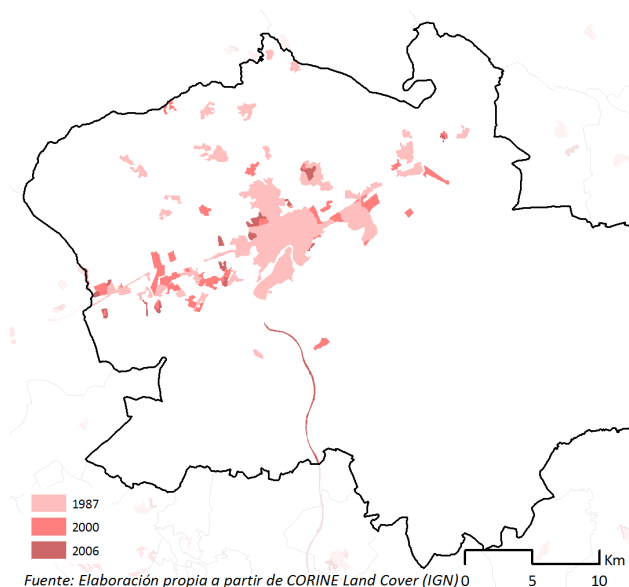 1987
2000
2006
Km
Fuente: Elaboración propia a partir de CORINE Land Cover (IGN)
0 5 10